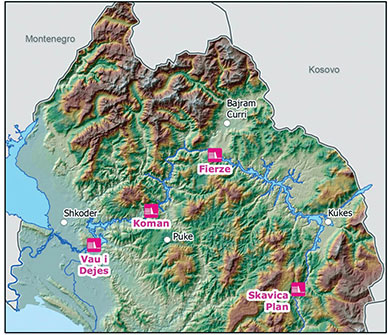 Montenegro
Kosovo
Bajram
Curri
Fierze
Shkoder
Koman
Puke
Kukes
Vau i
Dejes
Skavica
Plan